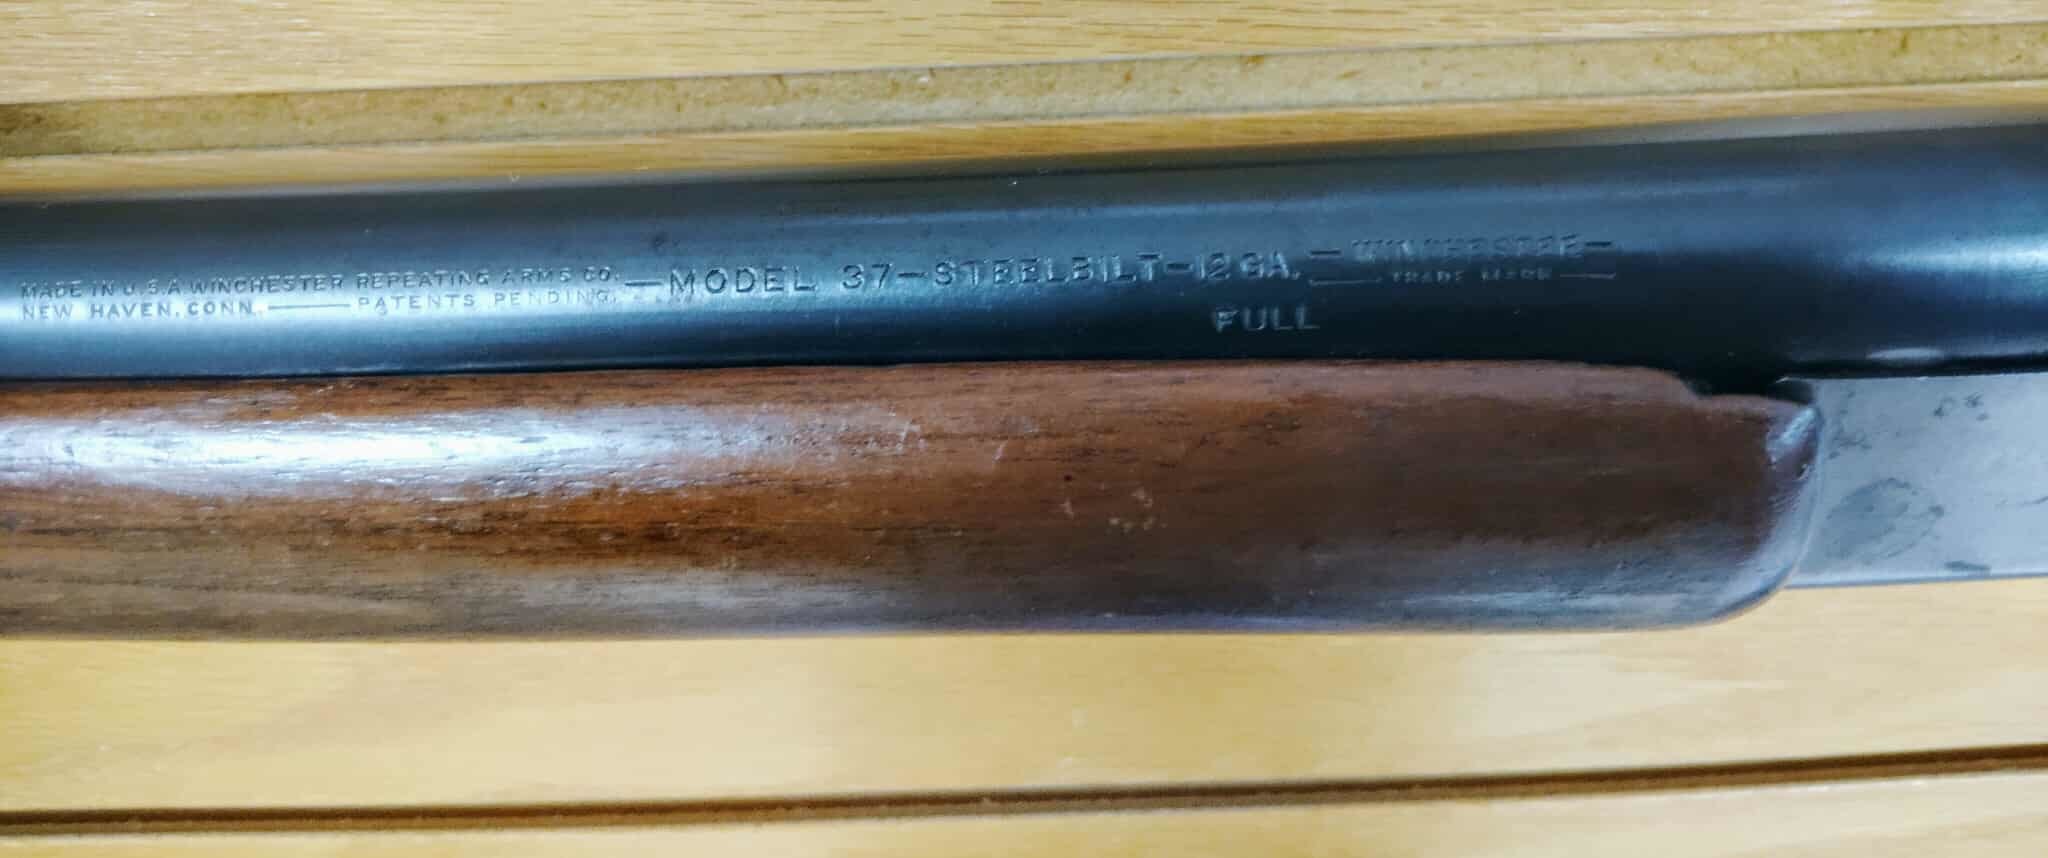 MADE IN U.S.A WINCHESTER REPEATING ARMS CO.
NEW HAVEN, CONN. —— PATENTS PENDING.
—MODEL 37—STEELBILT—12 GA.
FULL
—WINCHESTER—
—TRADE MARK—